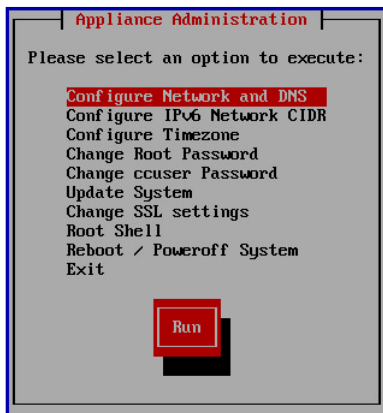 Appliance Administration
Please select an option to execute:
Configure Network and DNS
Configure IPv6 Network CIDR
Configure Timezone
Change Root Password
Change ccuser Password
Update System
Change SSL settings
Root Shell
Reboot / Poweroff System
Exit
Run